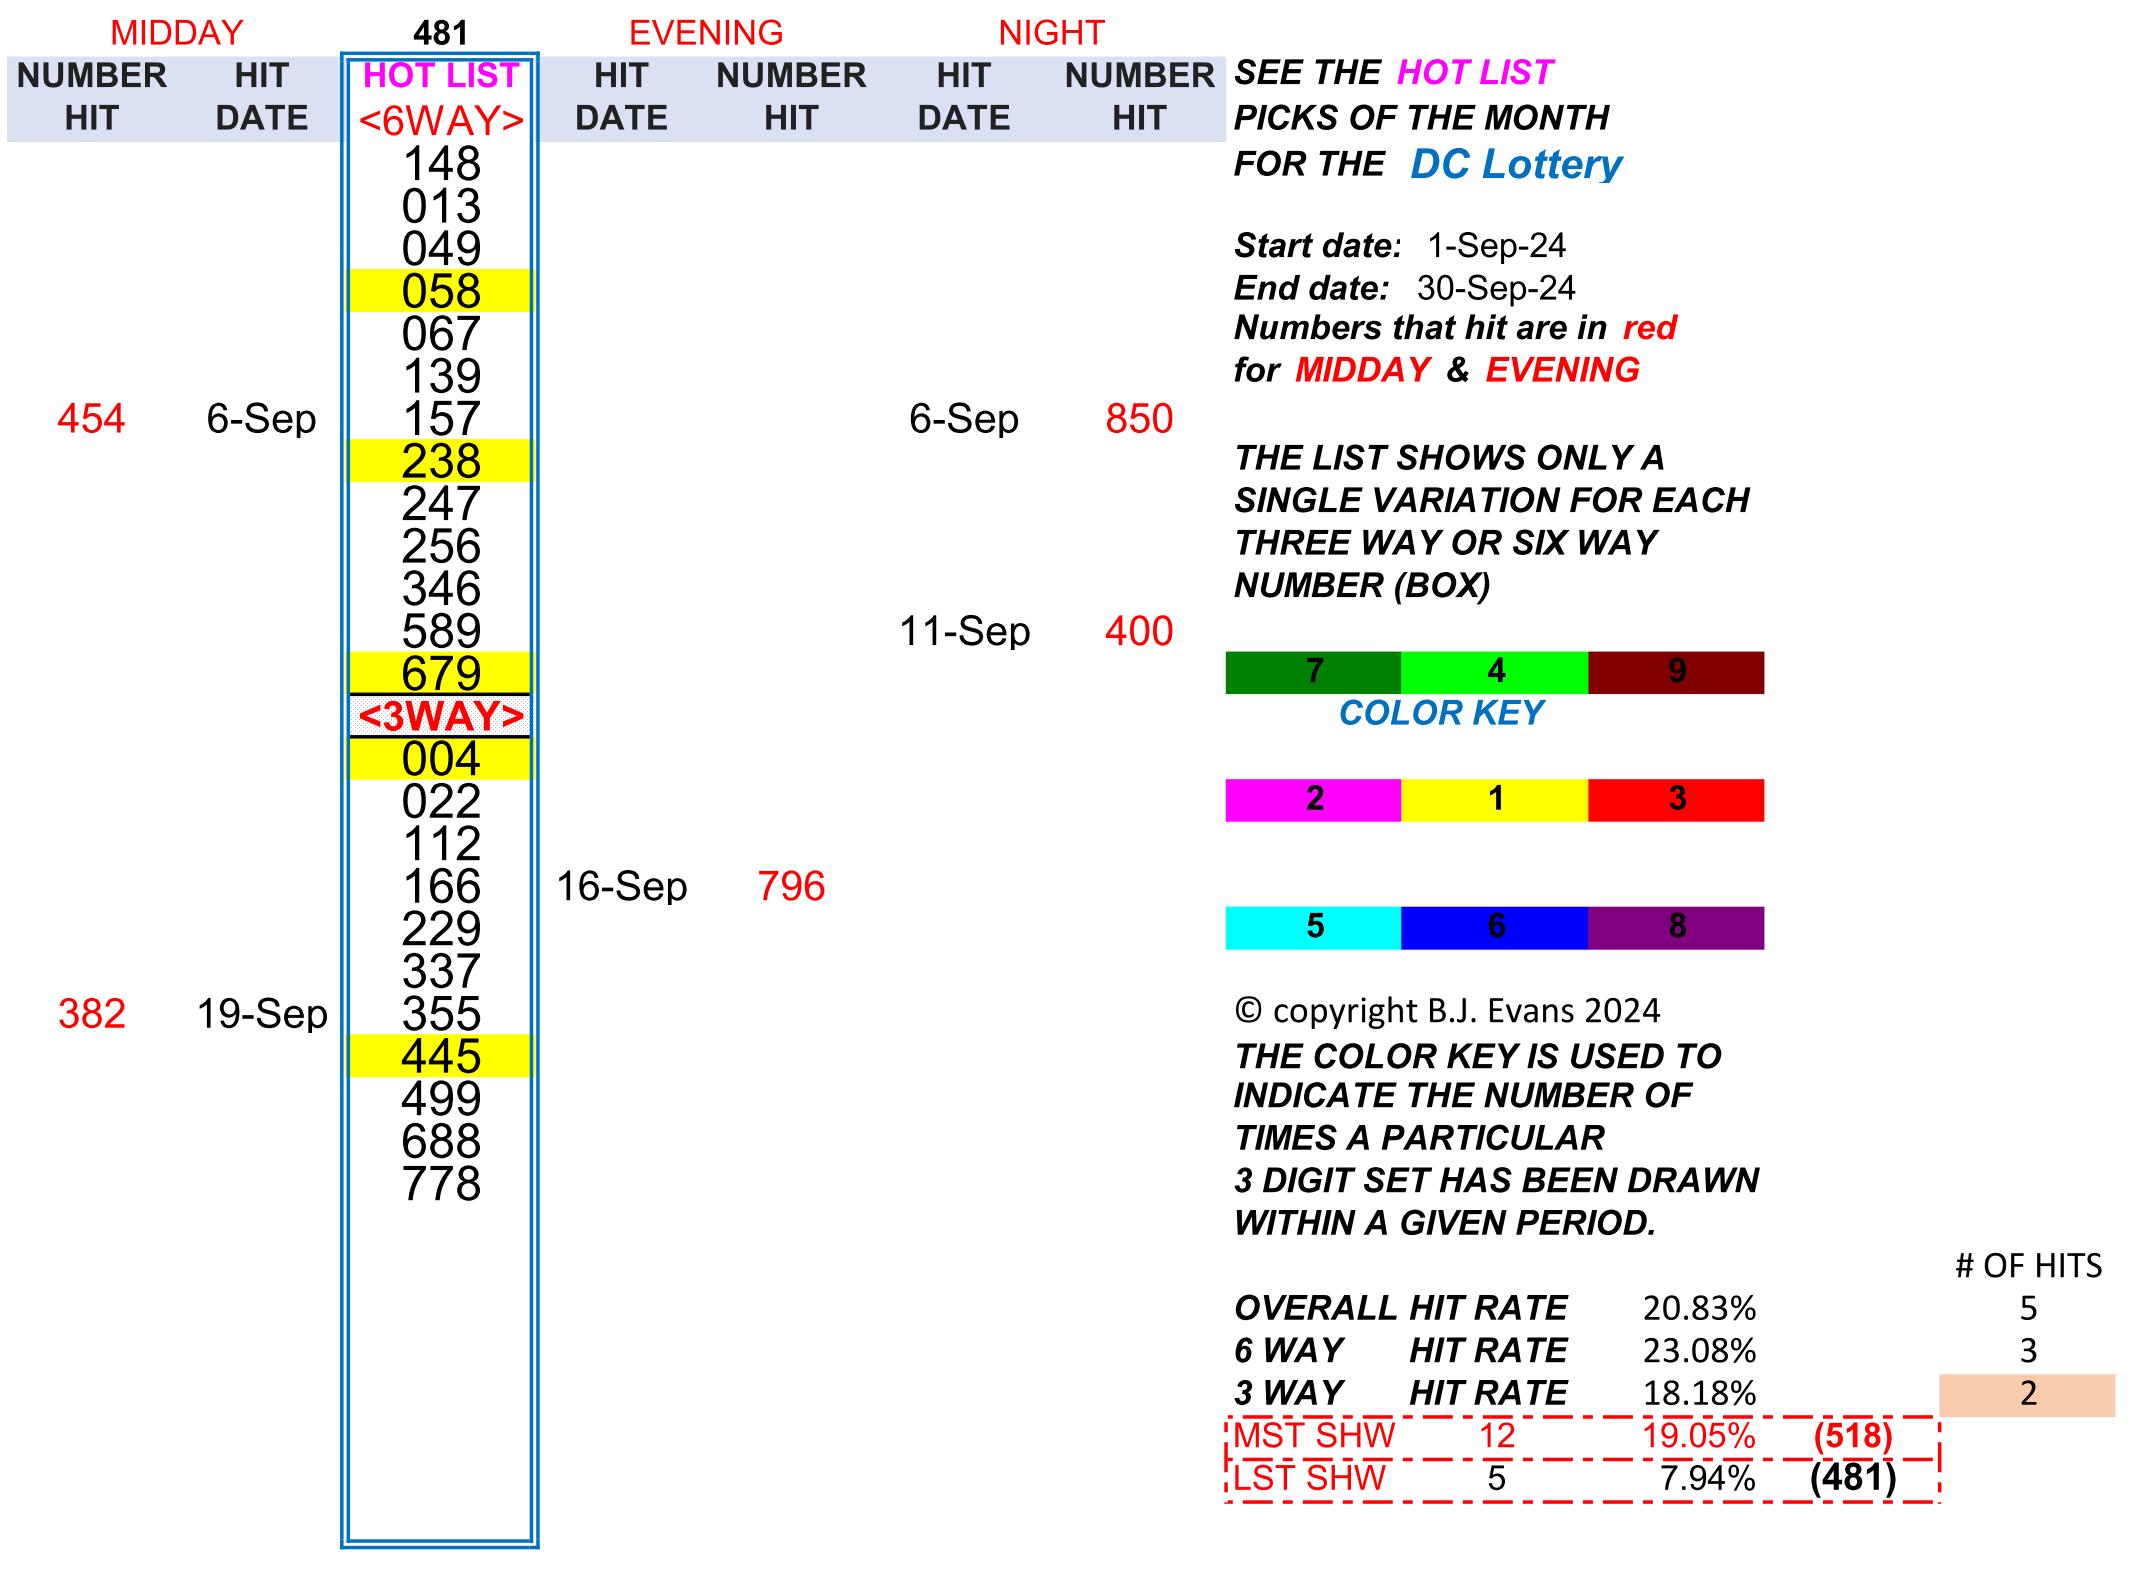 MIDDAY 481 EVENING NIGHT
NUMBER HIT HOT LIST HIT NUMBER HIT NUMBER SEE THE HOT LIST
HIT DATE <6WAY> DATE HIT DATE HIT PICKS OF THE MONTH
148 FOR THE DC Lottery
013
049 Start date: 1-Sep-24
058 End date: 30-Sep-24
067 Numbers that hit are in red
139 for MIDDAY & EVENING
454 6-Sep 157 6-Sep 850
238 THE LIST SHOWS ONLY A
247 SINGLE VARIATION FOR EACH
256 THREE WAY OR SIX WAY
346 NUMBER (BOX)
589 11-Sep 400
679 7 4 9
<3WAY> COLOR KEY
004
022 2 1 3
112
166 16-Sep 796
229 5 6 8
337
382 19-Sep 355 © copyright B.J. Evans 2024
445 THE COLOR KEY IS USED TO
499 INDICATE THE NUMBER OF
688 TIMES A PARTICULAR
778 3 DIGIT SET HAS BEEN DRAWN
WITHIN A GIVEN PERIOD.
# OF HITS
OVERALL HIT RATE 20.83% 5
6 WAY HIT RATE 23.08% 3
3 WAY HIT RATE 18.18% 2
MST SHW 12 19.05% (518)
LST SHW 5 7.94% (481)